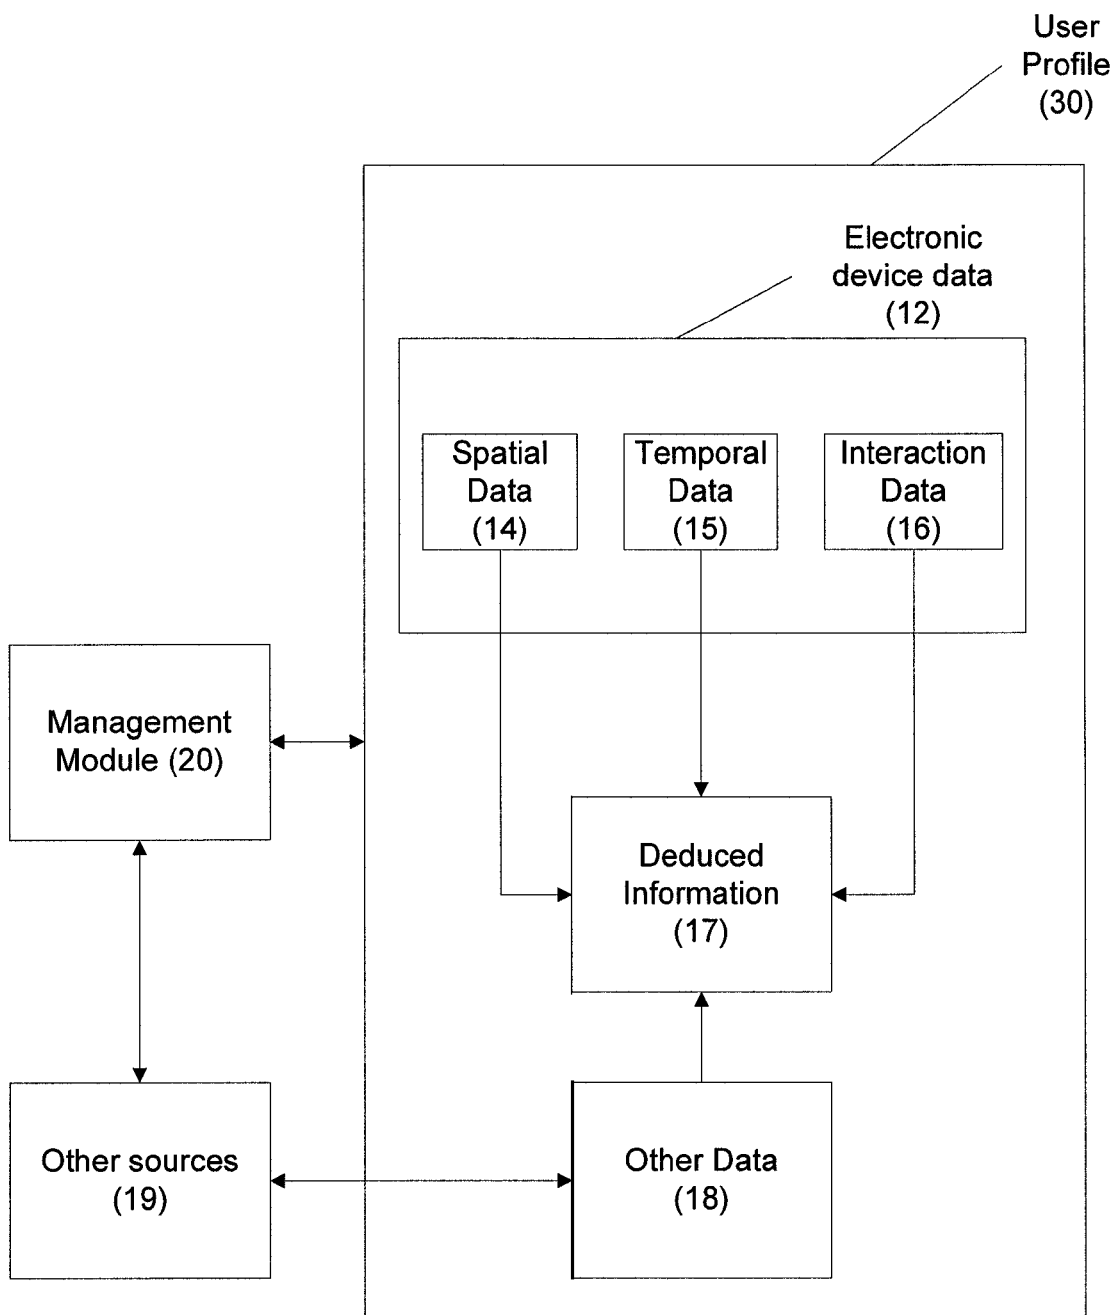 User
Profile
(30)
Electronic
device data
(12)
Spatial
Data
(14)
Temporal
Data
(15)
Interaction
Data
(16)
Management
Module (20)
Deduced
Information
(17)
Other sources
(19)
Other Data
(18)